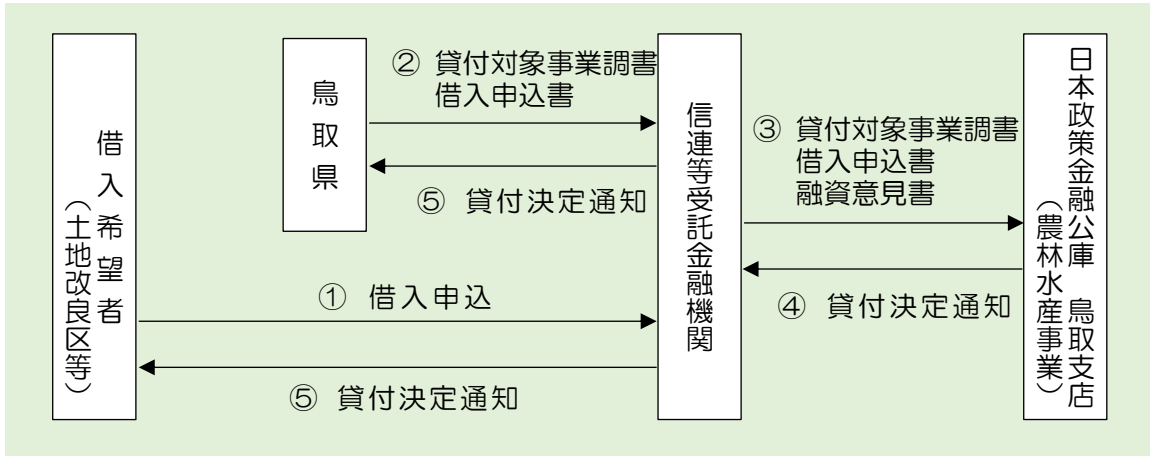 借入希望者
（土地改良区等）
鳥取県
② 貸付対象事業調書
借入申込書
⑤ 貸付決定通知
① 借入申込
⑤ 貸付決定通知
信連等受託金融機関
③ 貸付対象事業調書
借入申込書
融資意見書
④ 貸付決定通知
日本政策金融公庫 鳥取支店
（農林水産事業）